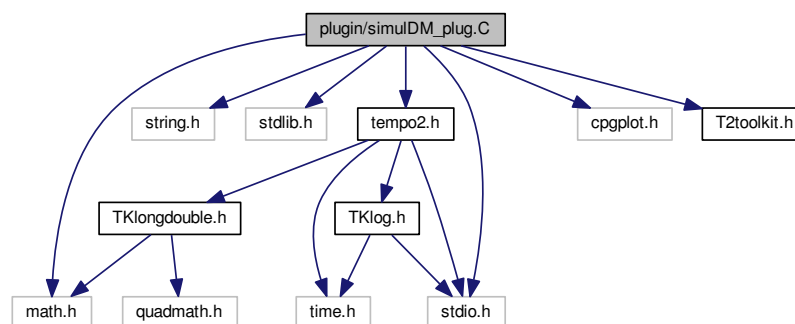 plugin/simulDM_plug.C
string.h
stdlib.h
tempo2.h
cpgplot.h
T2toolkit.h
TKlongdouble.h
TKlog.h
math.h
quadmath.h
time.h
stdio.h